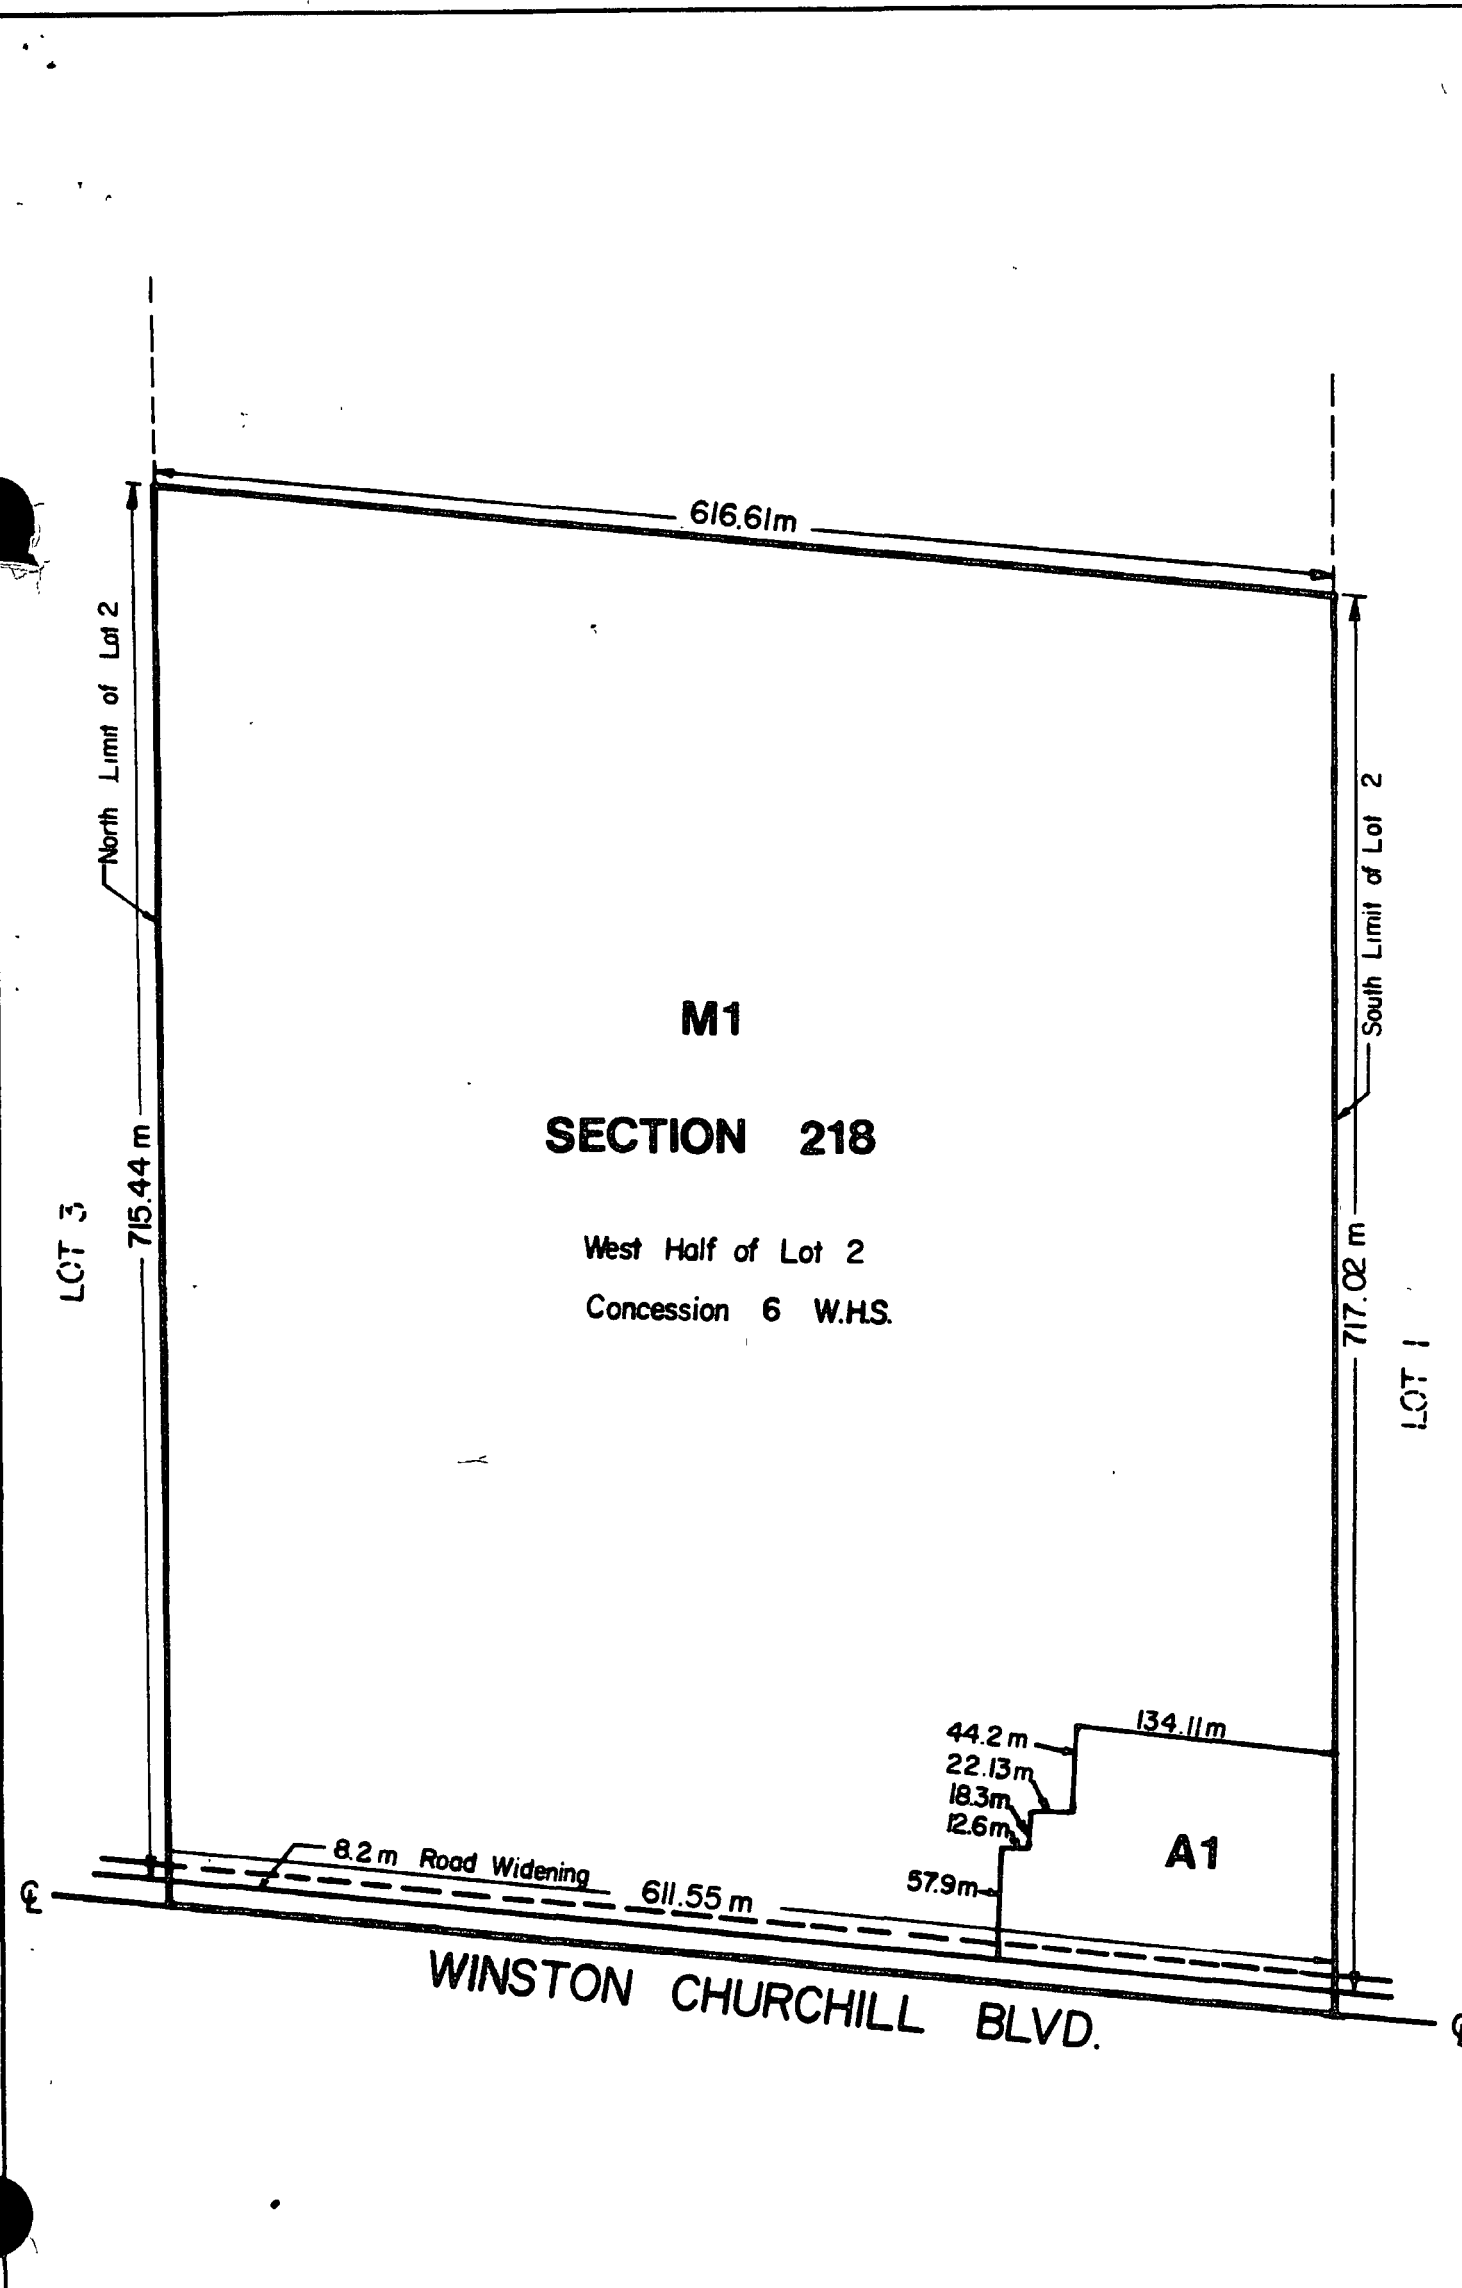 616.61m
North Limit of Lot 2
South Limit of Lot 2
M1
SECTION 218
715.44 m
LOT 3
West Half of Lot 2
Concession 6 W.H.S.
717.02 m
LOT 1
134.11m
44.2 m
22.13m
18.3m
12.6m
A1
57.9m
8.2 m Road Widening
611.55 m
℄
WINSTON CHURCHILL BLVD.
℄